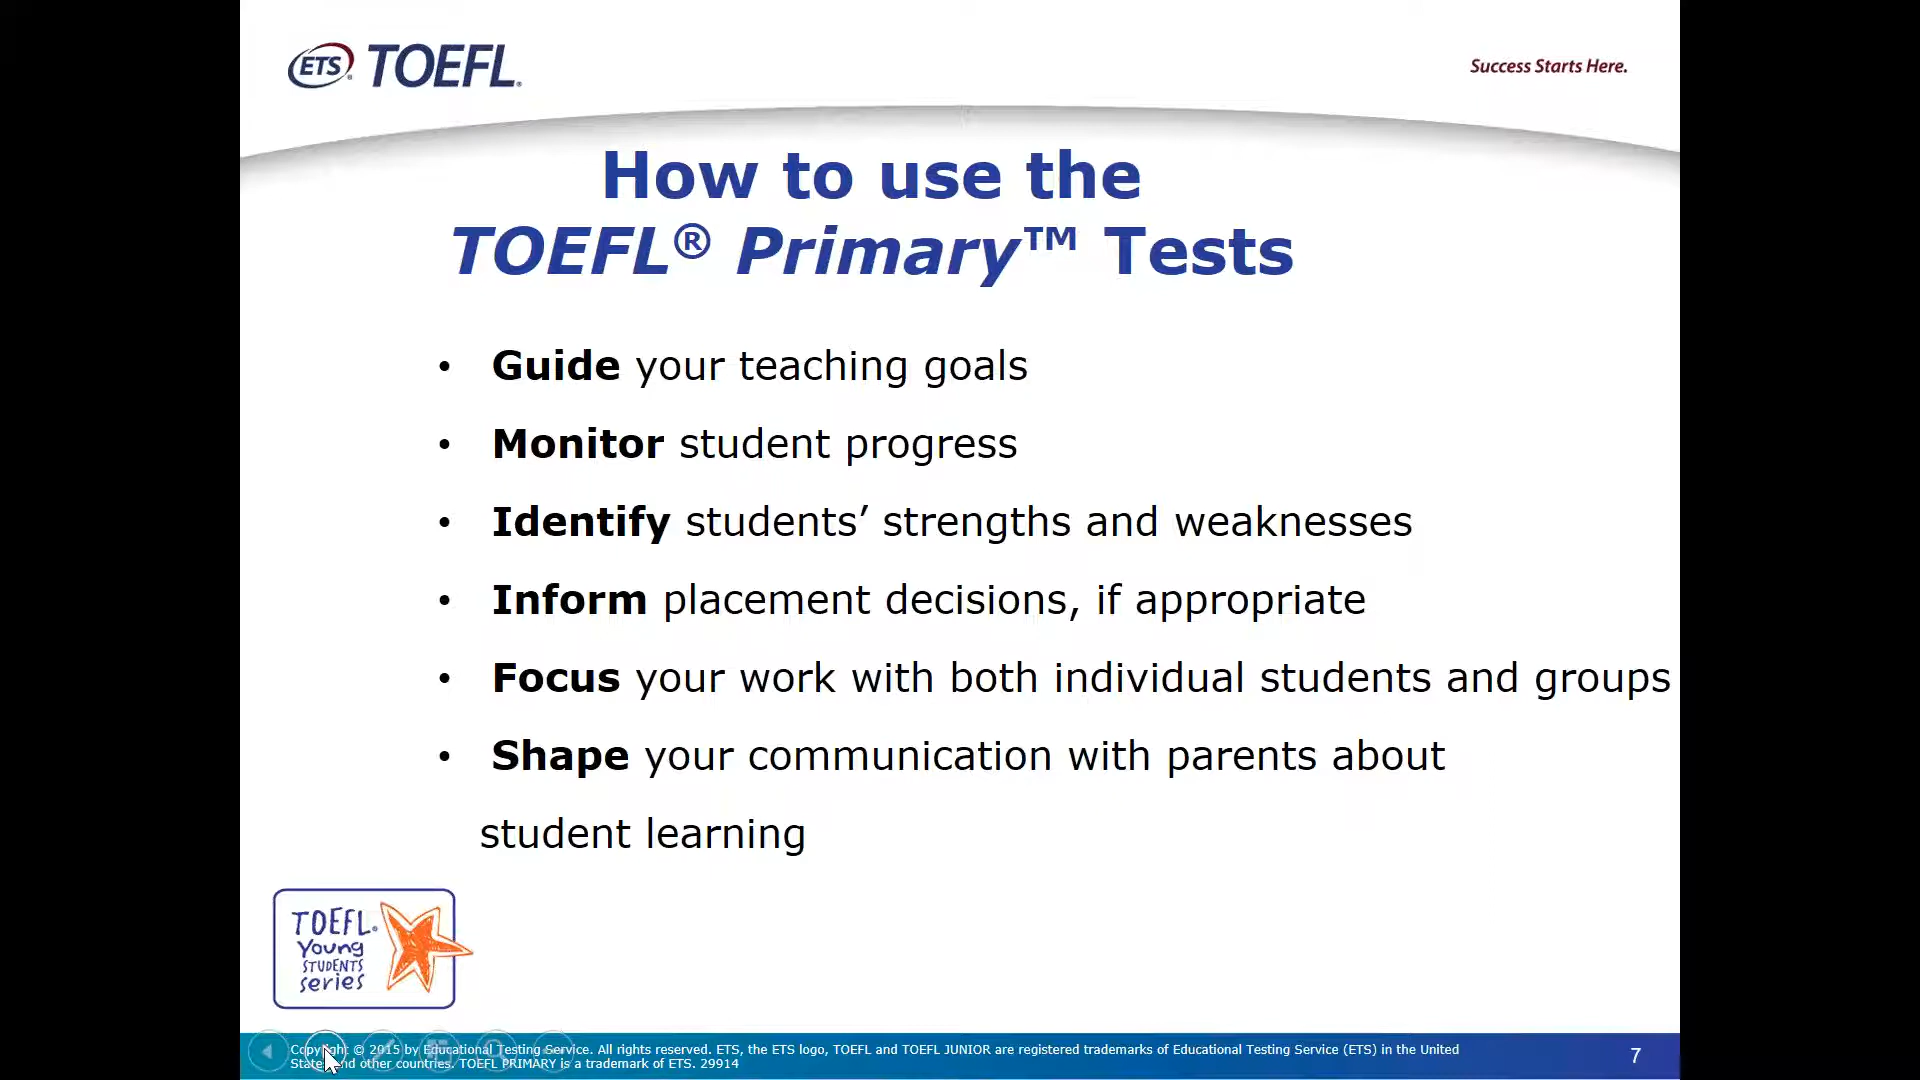 ETS® TOEFL®
Success Starts Here.
How to use the
TOEFL® Primary™ Tests
• Guide your teaching goals
• Monitor student progress
• Identify students’ strengths and weaknesses
• Inform placement decisions, if appropriate
• Focus your work with both individual students and groups
• Shape your communication with parents about
student learning
TOEFL®
Young
STUDENTS
series
Copyright © 2015 by Educational Testing Service. All rights reserved. ETS, the ETS logo, TOEFL and TOEFL JUNIOR are registered trademarks of Educational Testing Service (ETS) in the United
States and other countries. TOEFL PRIMARY is a trademark of ETS. 29914
7